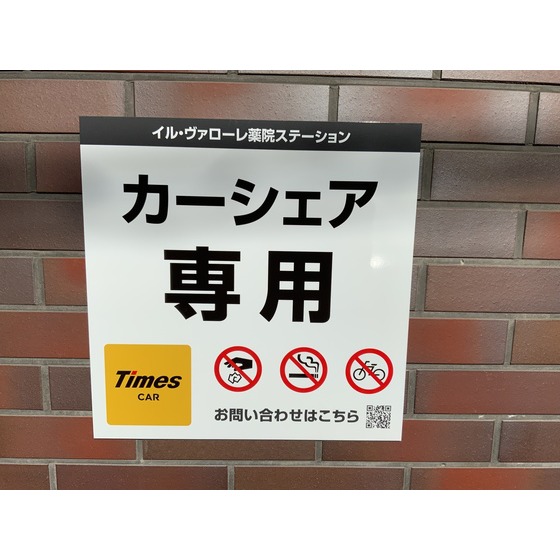 イル・ヴァローレ薬院ステーション
カーシェア
専用
Times
CAR
お問い合わせはこちら